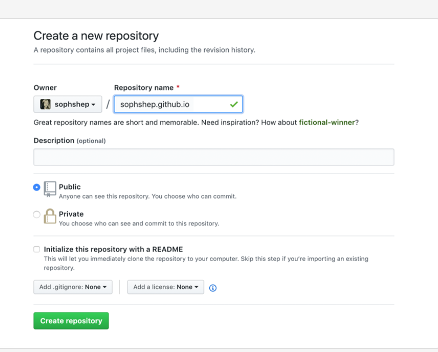 Create a new repository
A repository contains all project files, including the revision history.
Owner
Repository name *
sophshep
/
sophshep.github.io
Great repository names are short and memorable. Need inspiration? How about fictional-winner?
Description (optional)
Public
Anyone can see this repository. You choose who can commit.
Private
You choose who can see and commit to this repository.
Initialize this repository with a README
This will let you immediately clone the repository to your computer. Skip this step if you're importing an existing
repository.
Add .gitignore: None
Add a license: None
Create repository